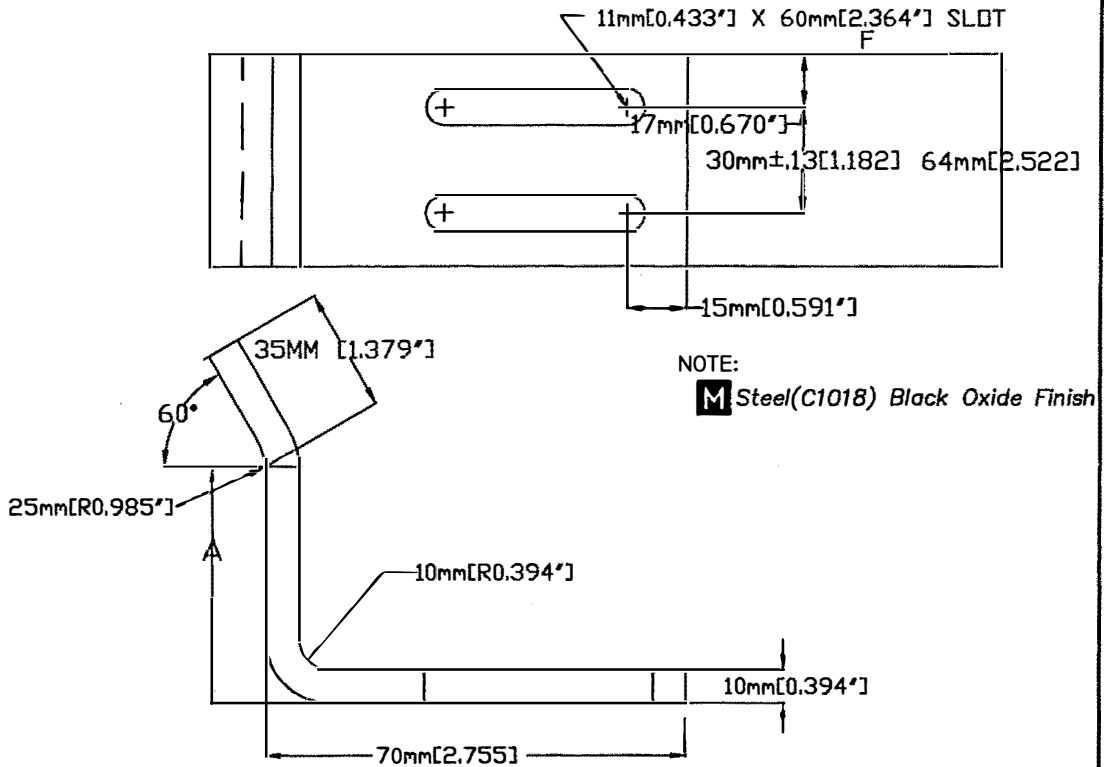 11mm[0.433"] X 60mm[2.364"] SLOT
F
17mm[0.670"]
30mm±.13[1.182] 64mm[2.522]
15mm[0.591"]
35MM [1.379"]
NOTE:
M Steel(C1018) Black Oxide Finish
60°
25mm[R0.985"]
A
10mm[R0.394"]
10mm[0.394"]
70mm[2.755]